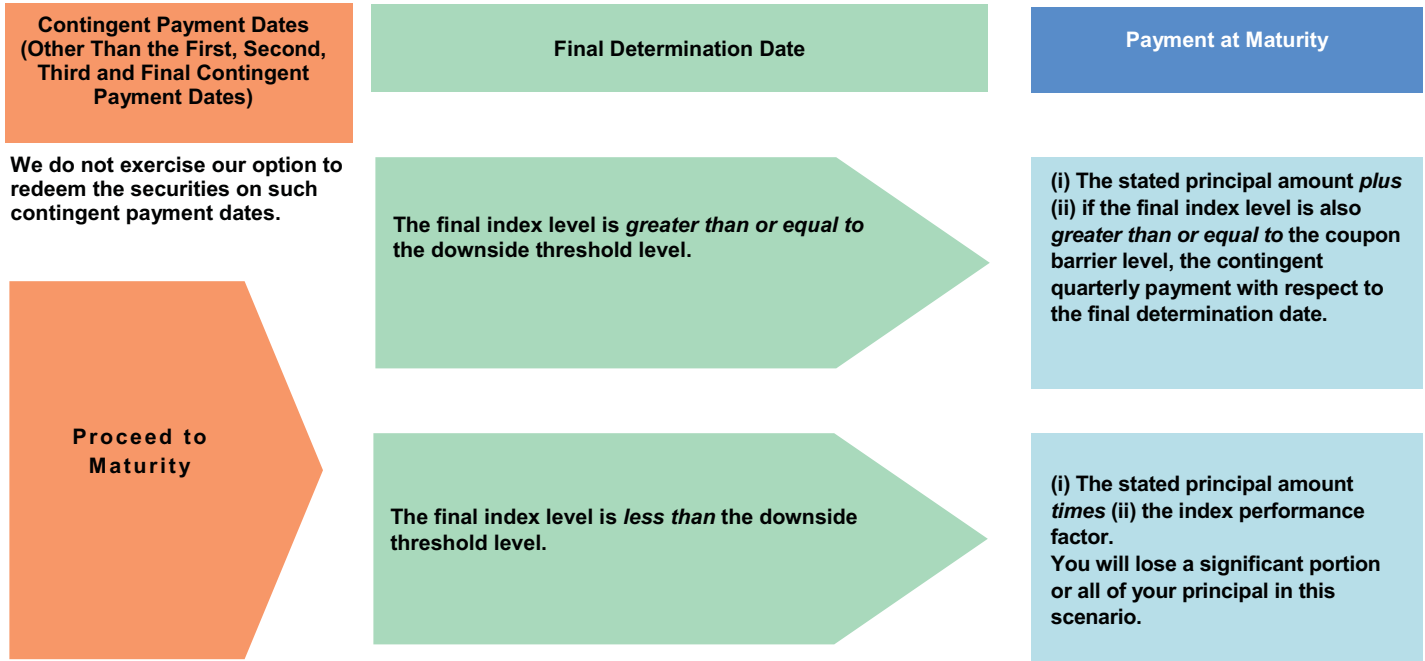 Contingent Payment Dates
(Other Than the First, Second,
Third and Final Contingent
Payment Dates)
Final Determination Date
Payment at Maturity
We do not exercise our option to
redeem the securities on such
contingent payment dates.
The final index level is greater than or equal to
the downside threshold level.
(i) The stated principal amount plus
(ii) if the final index level is also
greater than or equal to the coupon
barrier level, the contingent
quarterly payment with respect to
the final determination date.
Proceed to
Maturity
The final index level is less than the downside
threshold level.
(i) The stated principal amount
times (ii) the index performance
factor.
You will lose a significant portion
or all of your principal in this
scenario.